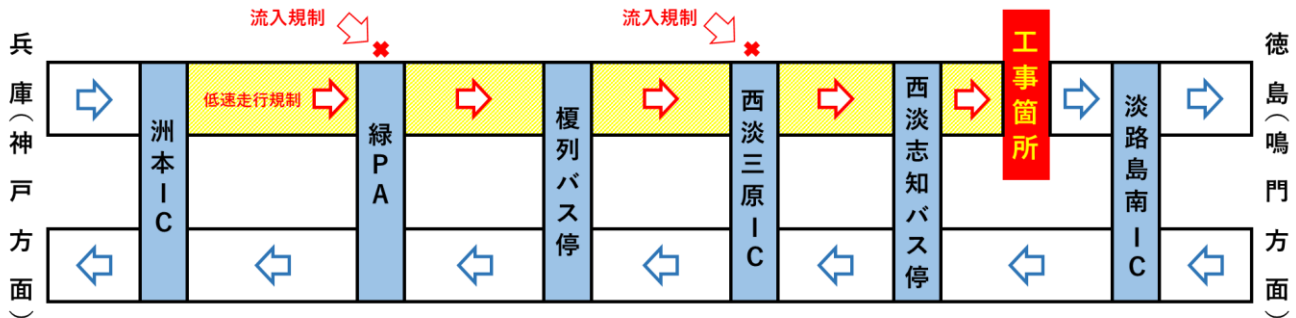 流入規制
流入規制
兵庫（神戸方面）
洲本IC
低速走行規制
緑PA
榎列バス停
西淡三原IC
西淡志知バス停
工事箇所
淡路島南IC
徳島（鳴門方面）